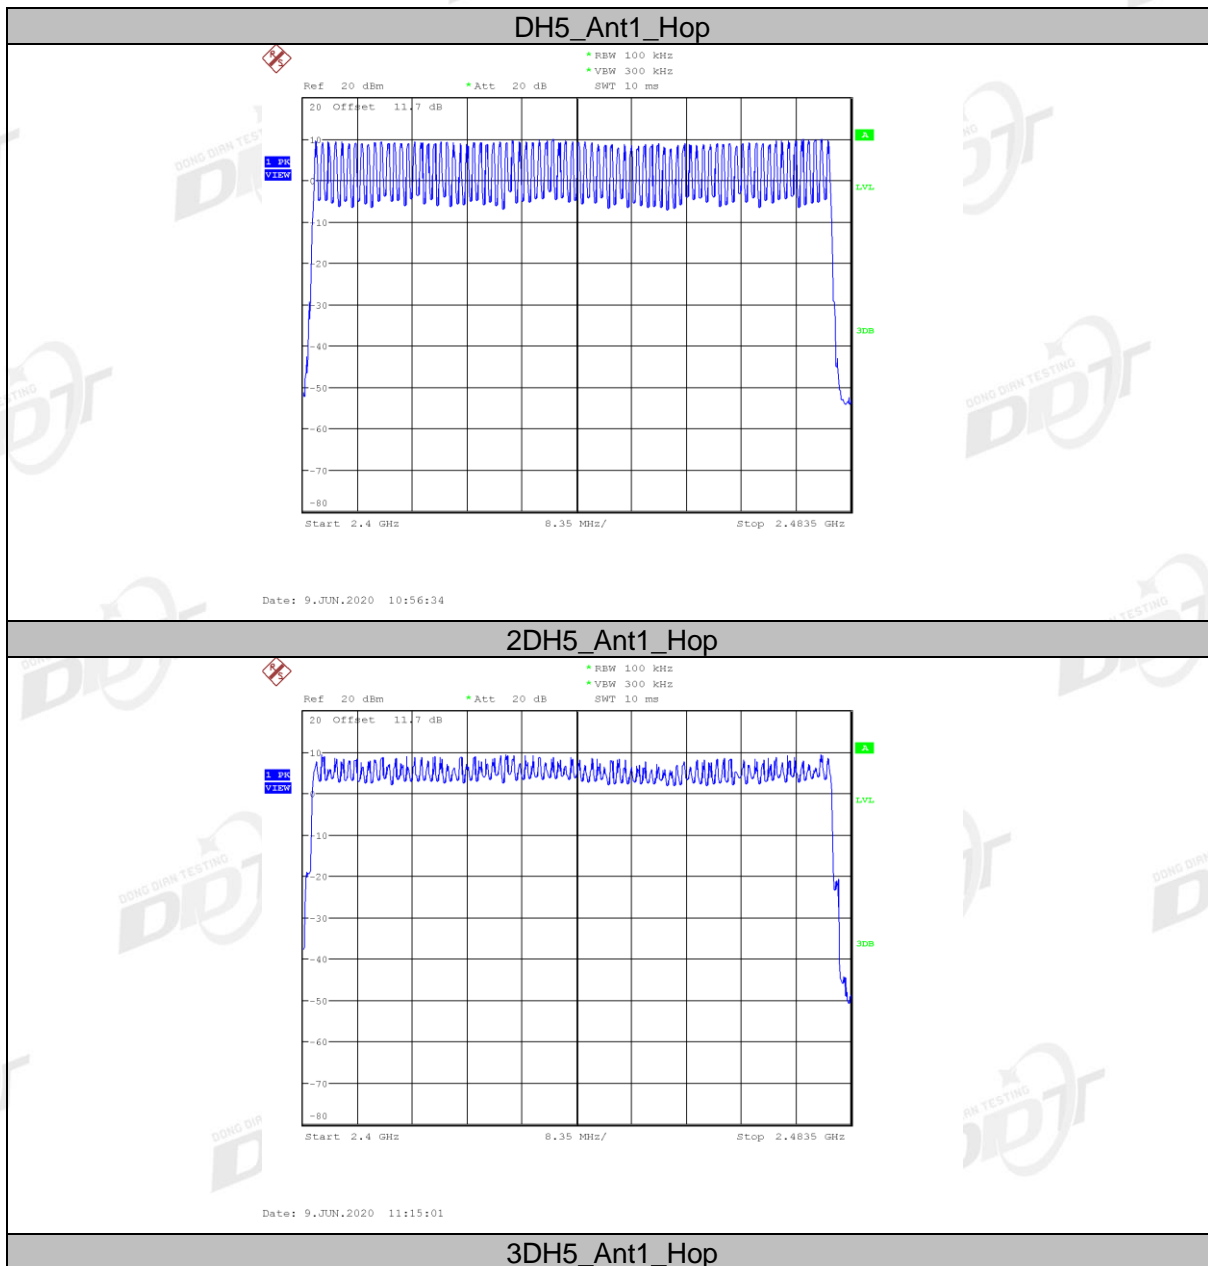 DH5_Ant1_Hop
* RBW 100 kHz
* VBW 300 kHz
Ref 20 dBm * Att 20 dB SWT 10 ms
20 Offset 11.7 dB
A
10
1 PK
VIEW
0
LVL
-10
-20
-30
3DB
-40
-50
-60
-70
-80
Start 2.4 GHz 8.35 MHz/ Stop 2.4835 GHz
Date: 9.JUN.2020 10:56:34
2DH5_Ant1_Hop
* RBW 100 kHz
* VBW 300 kHz
Ref 20 dBm * Att 20 dB SWT 10 ms
20 Offset 11.7 dB
A
10
1 PK
VIEW
0
LVL
-10
-20
-30
3DB
-40
-50
-60
-70
-80
Start 2.4 GHz 8.35 MHz/ Stop 2.4835 GHz
Date: 9.JUN.2020 11:15:01
3DH5_Ant1_Hop
DONG DIAN TESTING
DDT